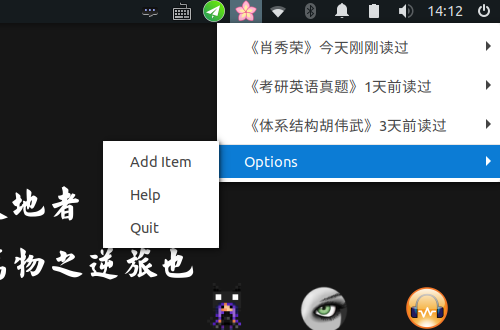 14:12
《肖秀荣》今天刚刚读过
《考研英语真题》1天前读过
《体系结构胡伟武》3天前读过
Options
Add Item
Help
Quit
地者
物之逆旅也